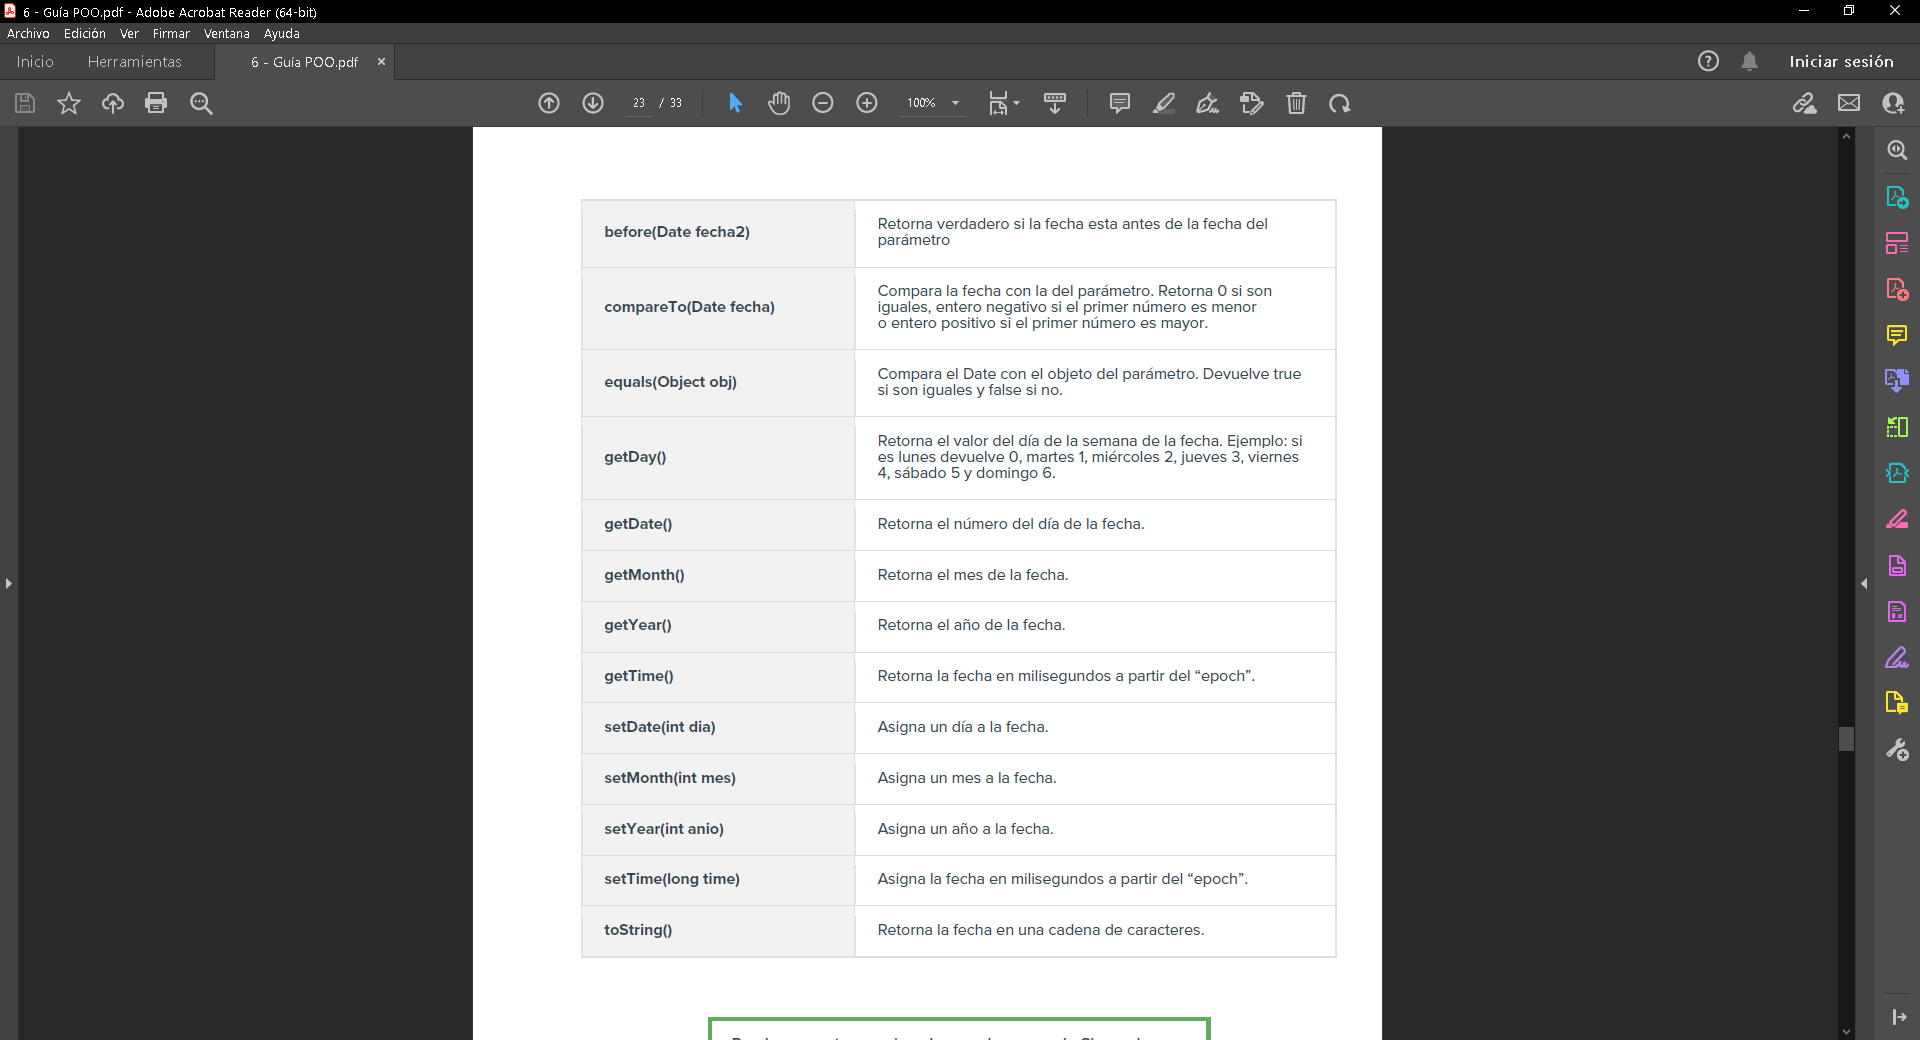 6 - Guía POO.pdf - Adobe Acrobat Reader (64-bit)
Archivo Edición Ver Firmar Ventana Ayuda
Inicio Herramientas 6 - Guía POO.pdf Iniciar sesión
23 / 33 100%
before(Date fecha2)
Retorna verdadero si la fecha esta antes de la fecha del
parámetro
compareTo(Date fecha)
Compara la fecha con la del parámetro. Retorna 0 si son
iguales, entero negativo si el primer número es menor
o entero positivo si el primer número es mayor.
equals(Object obj)
Compara el Date con el objeto del parámetro. Devuelve true
si son iguales y false si no.
getDay()
Retorna el valor del día de la semana de la fecha. Ejemplo: si
es lunes devuelve 0, martes 1, miércoles 2, jueves 3, viernes
4, sábado 5 y domingo 6.
getDate()
Retorna el número del día de la fecha.
getMonth()
Retorna el mes de la fecha.
getYear()
Retorna el año de la fecha.
getTime()
Retorna la fecha en milisegundos a partir del “epoch”.
setDate(int dia)
Asigna un día a la fecha.
setMonth(int mes)
Asigna un mes a la fecha.
setYear(int anio)
Asigna un año a la fecha.
setTime(long time)
Asigna la fecha en milisegundos a partir del “epoch”.
toString()
Retorna la fecha en una cadena de caracteres.